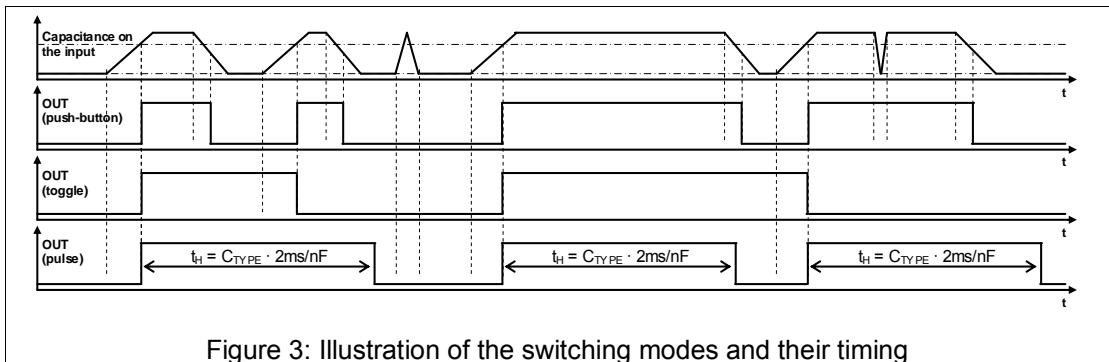 Capacitance on
the input
t
OUT
(push-button)
t
OUT
(toggle)
t
OUT
(pulse)
tH = CTYPE · 2ms/nF
tH = CTYPE · 2ms/nF
tH = CTYPE · 2ms/nF
t
Figure 3: Illustration of the switching modes and their timing